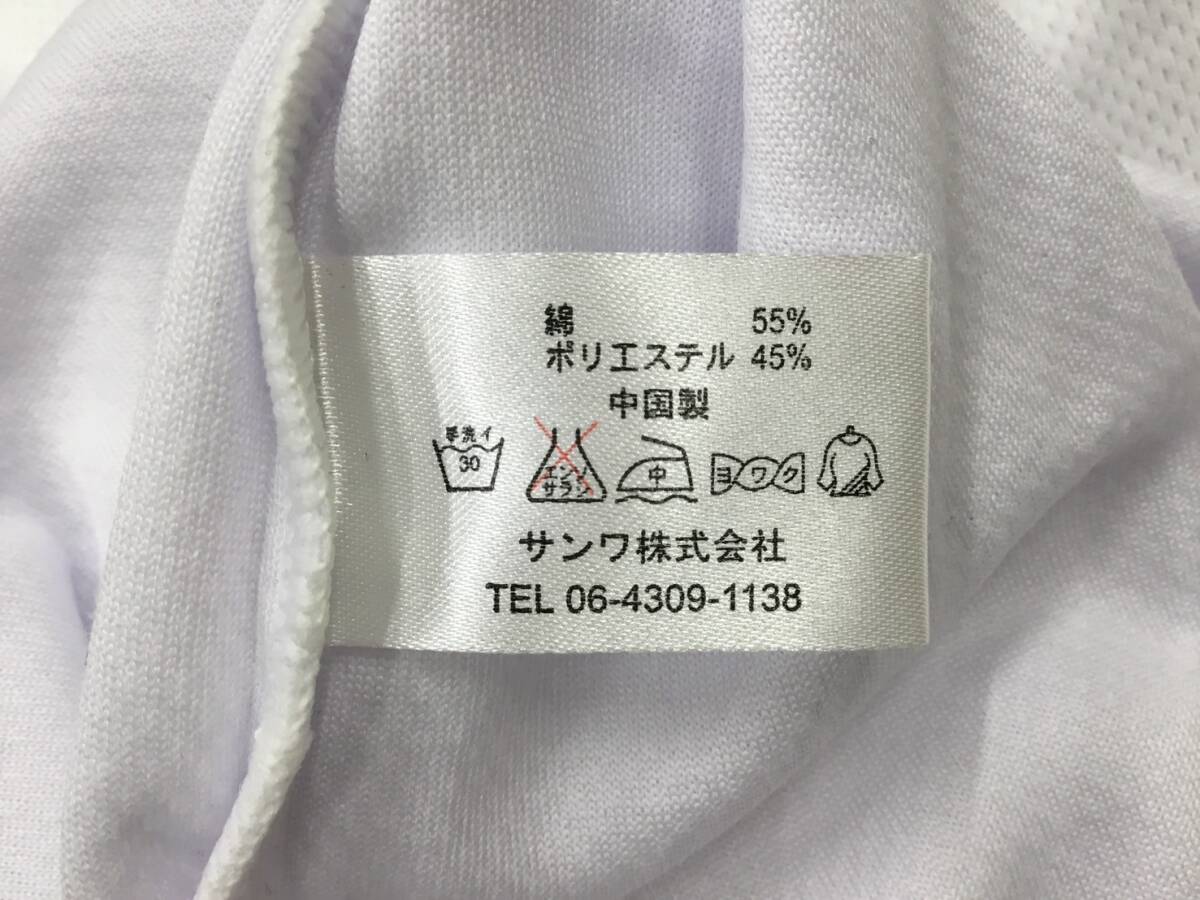 綿 55%
ポリエステル 45%
中国製
手洗イ 30 エンソ サラシ 中 ヨワク
サンワ株式会社
TEL 06-4309-1138